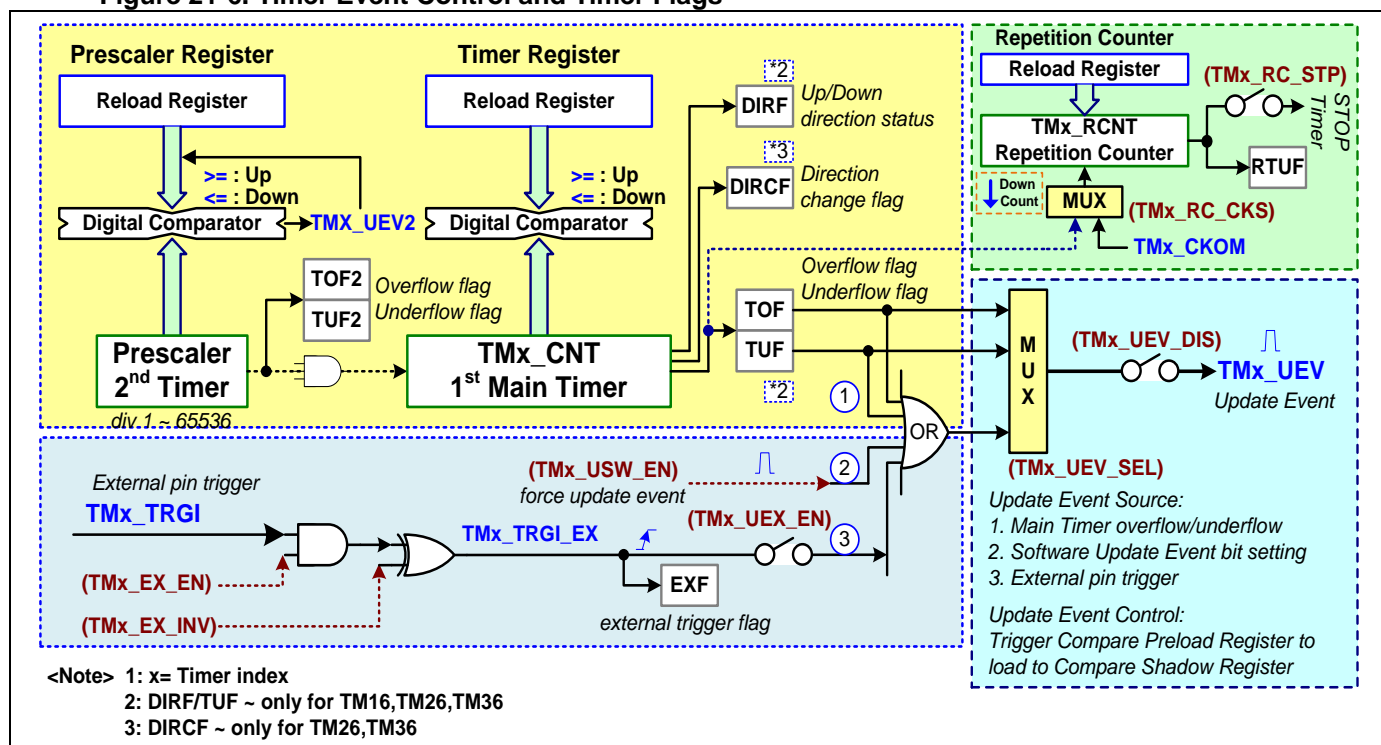 Figure 21-6. Timer Event Control and Timer Flags
Prescaler Register
Reload Register
>= : Up
<= : Down
Digital Comparator
TMX_UEV2
TOF2
TUF2
Overflow flag
Underflow flag
Prescaler
2nd Timer
div 1 ~ 65536
Timer Register
Reload Register
>= : Up
<= : Down
Digital Comparator
TMx_CNT
1st Main Timer
*2
DIRF
Up/Down
direction status
*3
DIRCF
Direction
change flag
Overflow flag
Underflow flag
TOF
TUF
*2
1
OR
Repetition Counter
Reload Register
TMx_RCNT
Repetition Counter
(TMx_RC_STP)
STOP
Timer
RTUF
Down
Count
MUX
(TMx_RC_CKS)
TMx_CKOM
MUX
(TMx_UEV_DIS)
TMx_UEV
Update Event
(TMx_UEV_SEL)
Update Event Source:
1. Main Timer overflow/underflow
2. Software Update Event bit setting
3. External pin trigger
Update Event Control:
Trigger Compare Preload Register to
load to Compare Shadow Register
External pin trigger
TMx_TRGI
(TMx_EX_EN)
(TMx_EX_INV)
TMx_TRGI_EX
EXF
external trigger flag
(TMx_USW_EN)
force update event
2
(TMx_UEX_EN)
3
<Note> 1: x= Timer index
2: DIRF/TUF ~ only for TM16,TM26,TM36
3: DIRCF ~ only for TM26,TM36